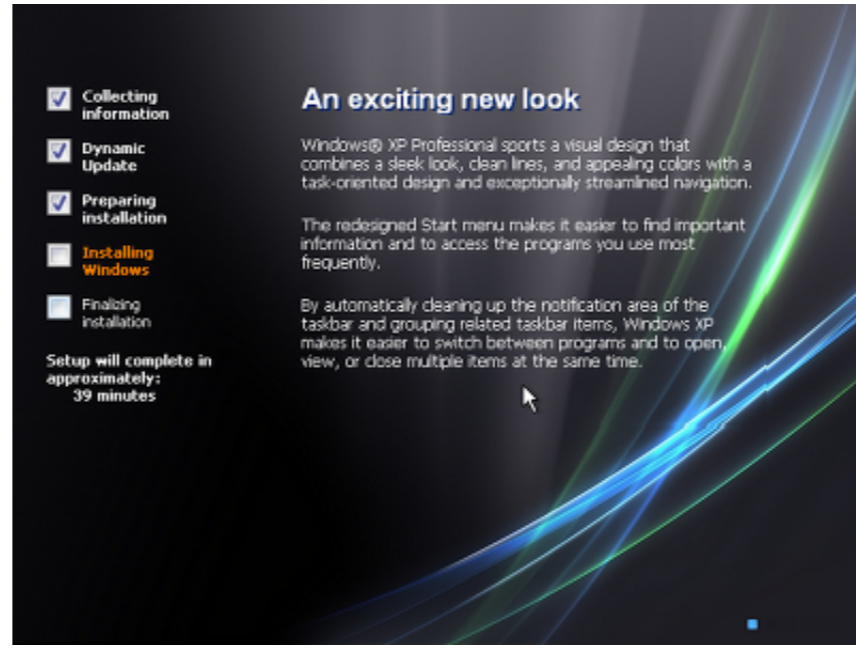 Collecting
information
Dynamic
Update
Preparing
installation
Installing
Windows
Finalizing
installation
Setup will complete in
approximately:
39 minutes
An exciting new look
Windows® XP Professional sports a visual design that
combines a sleek look, clean lines, and appealing colors with a
task-oriented design and exceptionally streamlined navigation.
The redesigned Start menu makes it easier to find important
information and to access the programs you use most
frequently.
By automatically cleaning up the notification area of the
taskbar and grouping related taskbar items, Windows XP
makes it easier to switch between programs and to open,
view, or close multiple items at the same time.